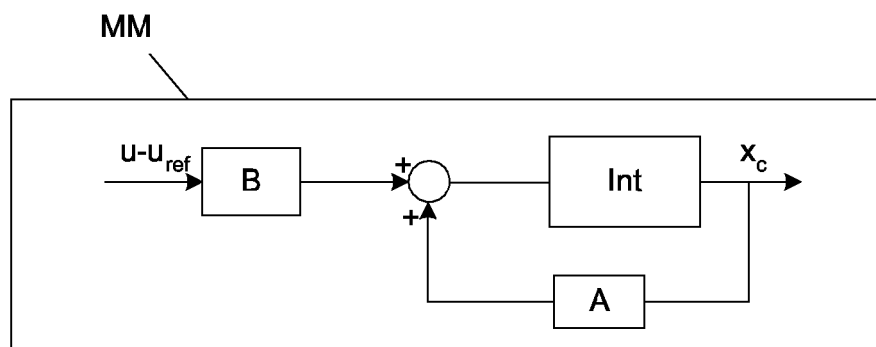 MM
u-u_ref
B
+
+
Int
x_c
A